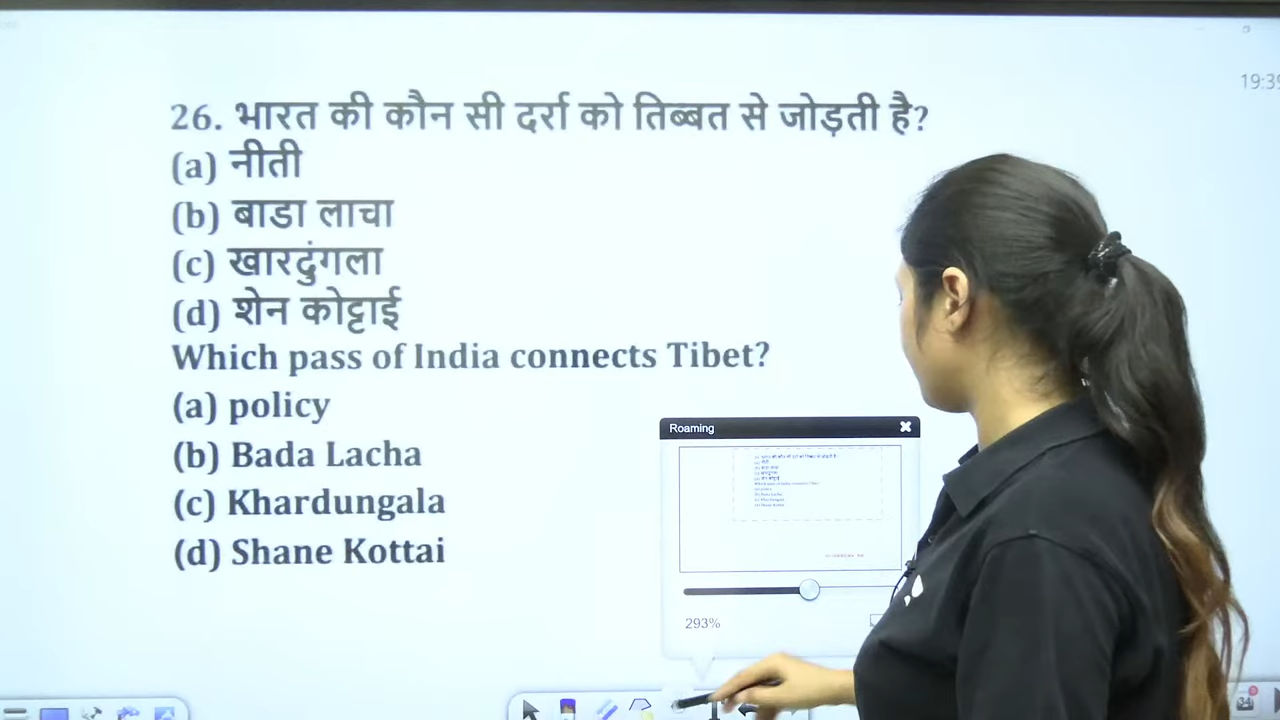 19:39
26. भारत की कौन सी दर्रा को तिब्बत से जोड़ती है?
(a) नीती
(b) बाडा लाचा
(c) खारदुंगला
(d) शेन कोट्टाई
Which pass of India connects Tibet?
(a) policy
(b) Bada Lacha
(c) Khardungala
(d) Shane Kottai
Roaming
293%
34